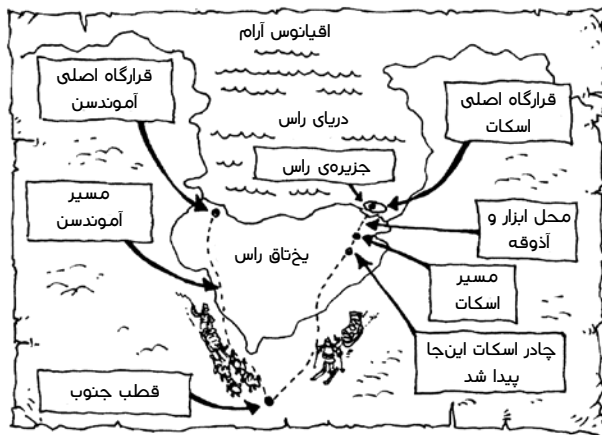 اقیانوس آرام
قرارگاه اصلی
آموندسن
قرارگاه اصلی
اسکات
دریای راس
جزیره‌ی راس
مسیر
آموندسن
محل ابزار و
آذوقه
یخ‌تاق راس
مسیر
اسکات
چادر اسکات این‌جا
پیدا شد
قطب جنوب